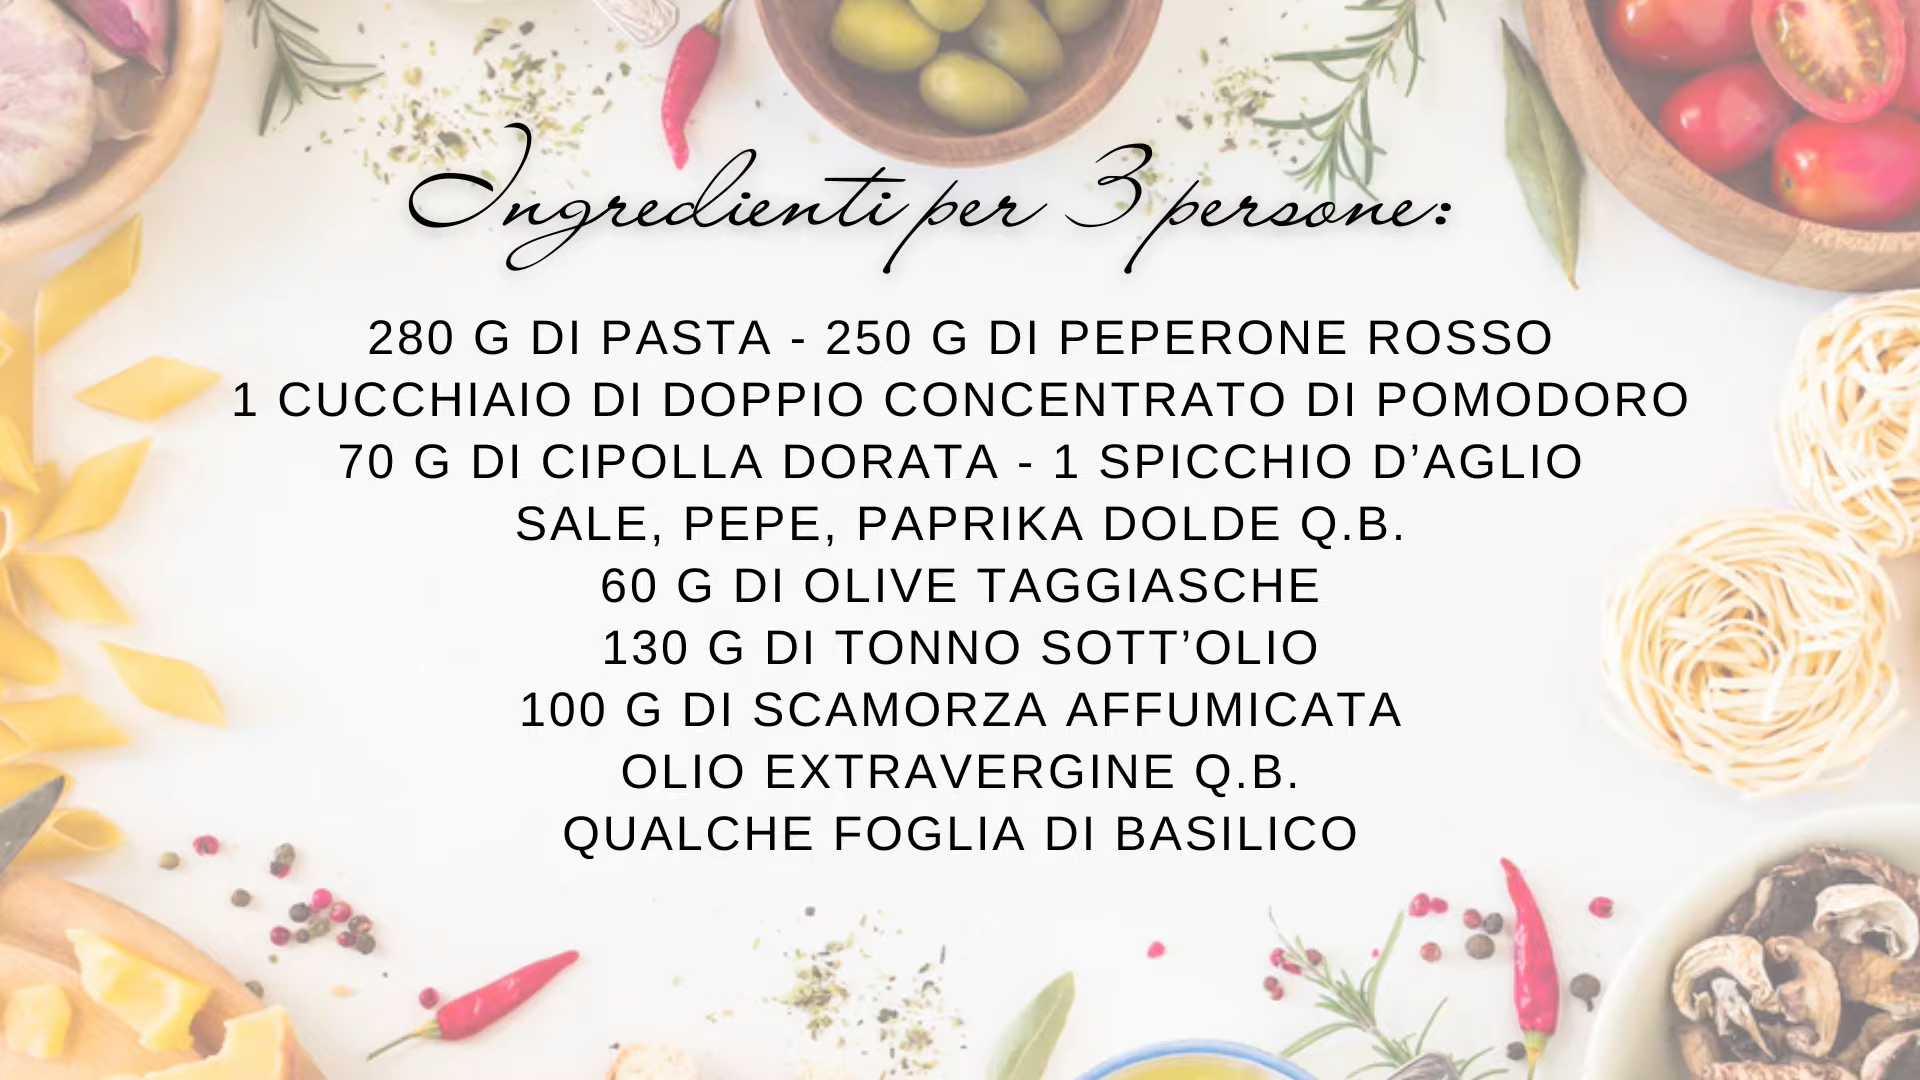 Ingredienti per 3 persone:
280 G DI PASTA - 250 G DI PEPERONE ROSSO
1 CUCCHIAIO DI DOPPIO CONCENTRATO DI POMODORO
70 G DI CIPOLLA DORATA - 1 SPICCHIO D’AGLIO
SALE, PEPE, PAPRIKA DOLDE Q.B.
60 G DI OLIVE TAGGIASCHE
130 G DI TONNO SOTT’OLIO
100 G DI SCAMORZA AFFUMICATA
OLIO EXTRAVERGINE Q.B.
QUALCHE FOGLIA DI BASILICO